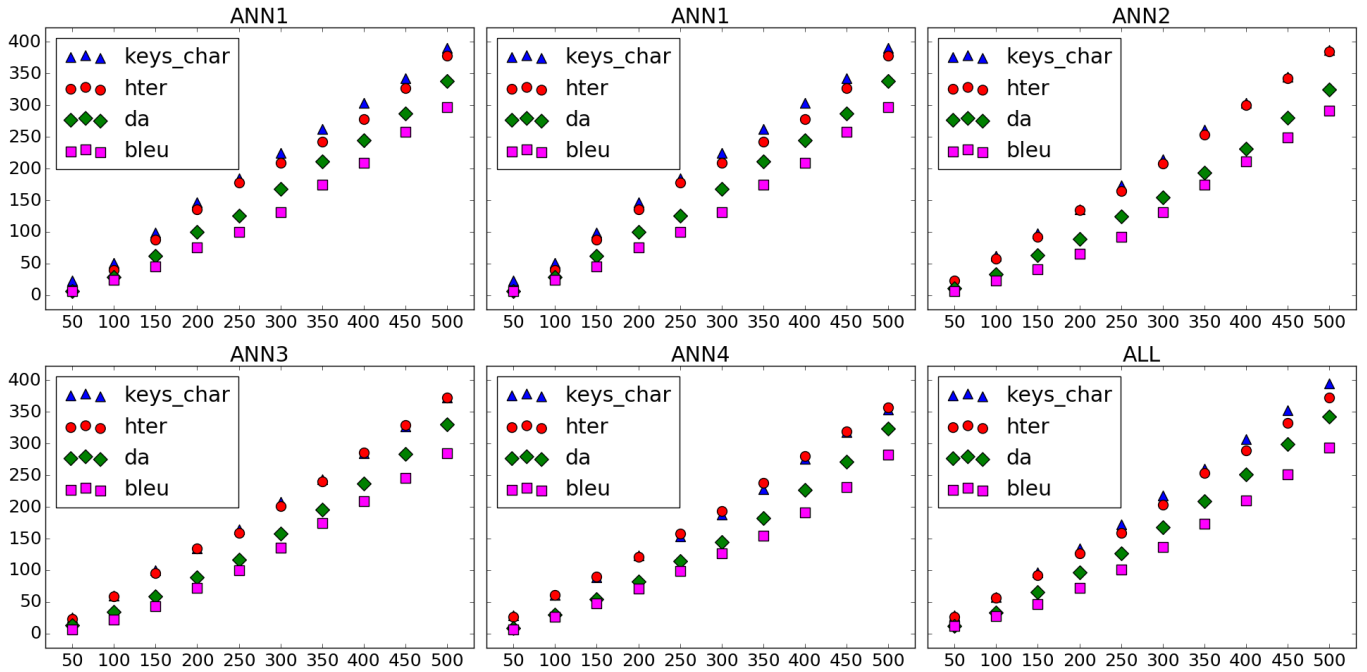 ANN1 ANN1 ANN2
400 keys_char keys_char keys_char
350
300 hter hter hter
250 da da da
200 bleu bleu bleu
150
100
50
0
50 100 150 200 250 300 350 400 450 500 50 100 150 200 250 300 350 400 450 500 50 100 150 200 250 300 350 400 450 500
ANN3 ANN4 ALL
400 keys_char keys_char keys_char
350
300 hter hter hter
250 da da da
200 bleu bleu bleu
150
100
50
0
50 100 150 200 250 300 350 400 450 500 50 100 150 200 250 300 350 400 450 500 50 100 150 200 250 300 350 400 450 500